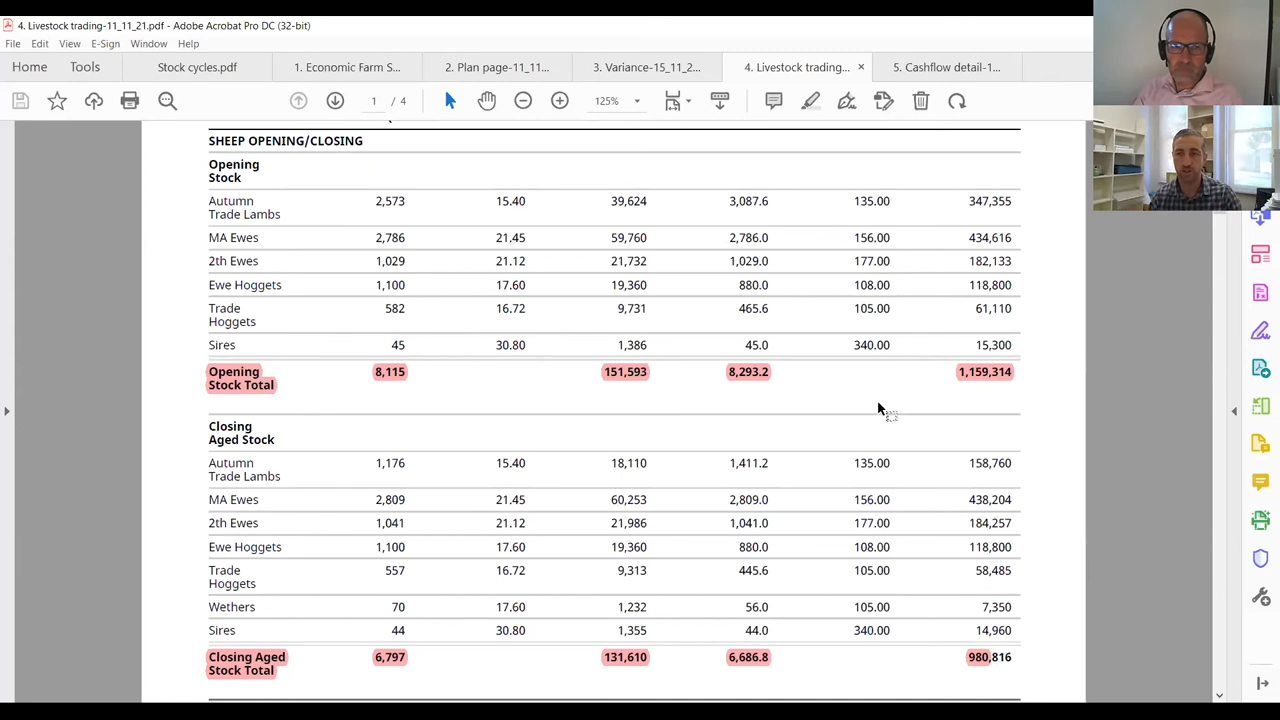 4. Livestock trading-11_11_21.pdf - Adobe Acrobat Pro DC (32-bit)
File Edit View E-Sign Window Help
Home Tools Stock cycles.pdf 1. Economic Farm S... 2. Plan page-11_11... 3. Variance-15_11_2... 4. Livestock trading... × 5. Cashflow detail-1...
1 / 4 125%
SHEEP OPENING/CLOSING
Opening
Stock
Autumn 2,573 15.40 39,624 3,087.6 135.00 347,355
Trade Lambs
MA Ewes 2,786 21.45 59,760 2,786.0 156.00 434,616
2th Ewes 1,029 21.12 21,732 1,029.0 177.00 182,133
Ewe Hoggets 1,100 17.60 19,360 880.0 108.00 118,800
Trade 582 16.72 9,731 465.6 105.00 61,110
Hoggets
Sires 45 30.80 1,386 45.0 340.00 15,300
Opening 8,115 151,593 8,293.2 1,159,314
Stock Total
Closing
Aged Stock
Autumn 1,176 15.40 18,110 1,411.2 135.00 158,760
Trade Lambs
MA Ewes 2,809 21.45 60,253 2,809.0 156.00 438,204
2th Ewes 1,041 21.12 21,986 1,041.0 177.00 184,257
Ewe Hoggets 1,100 17.60 19,360 880.0 108.00 118,800
Trade 557 16.72 9,313 445.6 105.00 58,485
Hoggets
Wethers 70 17.60 1,232 56.0 105.00 7,350
Sires 44 30.80 1,355 44.0 340.00 14,960
Closing Aged 6,797 131,610 6,686.8 980,816
Stock Total